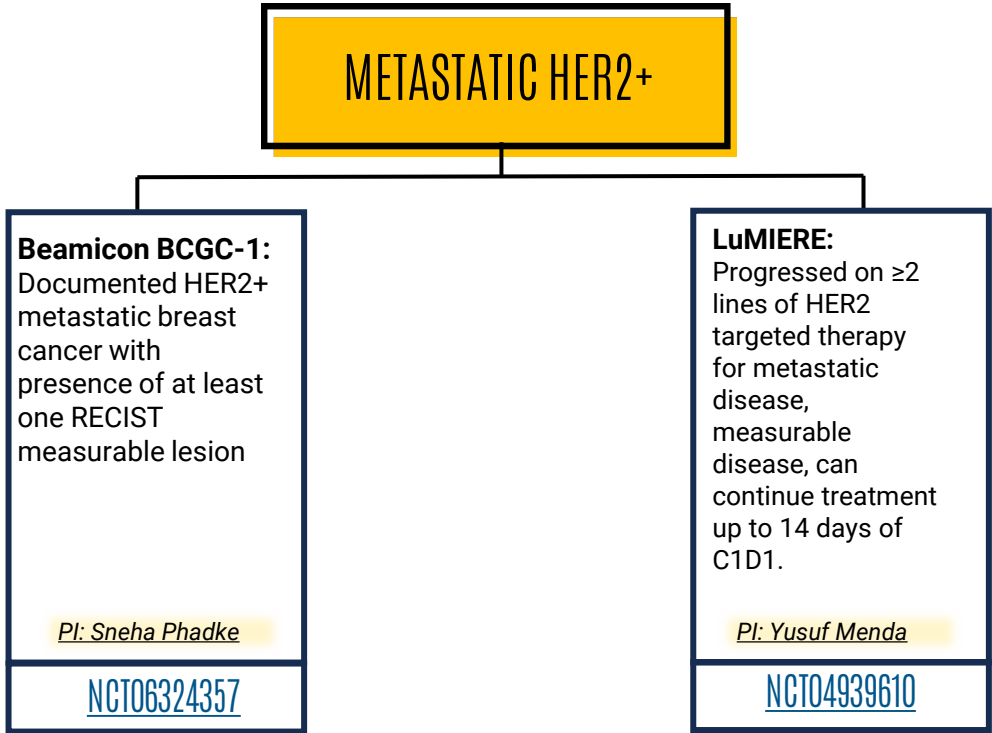 METASTATIC HER2+
Beamicon BCGC-1:
Documented HER2+
metastatic breast
cancer with
presence of at least
one RECIST
measurable lesion
PI: Sneha Phadke
NCT06324357
LuMIERE:
Progressed on ≥2
lines of HER2
targeted therapy
for metastatic
disease,
measurable
disease, can
continue treatment
up to 14 days of
C1D1.
PI: Yusuf Menda
NCT04939610